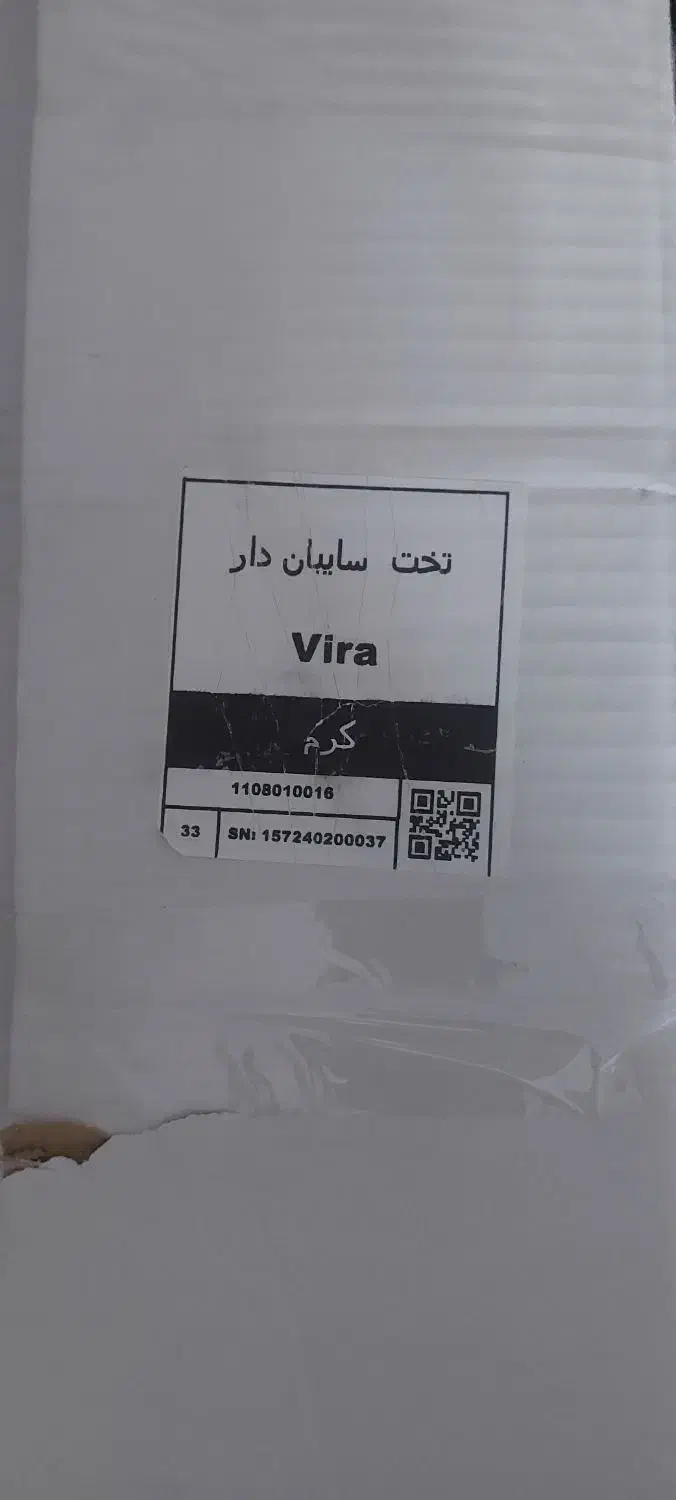 تخت سایبان دار
Vira
کرم
1108010016
33
SN: 157240200037